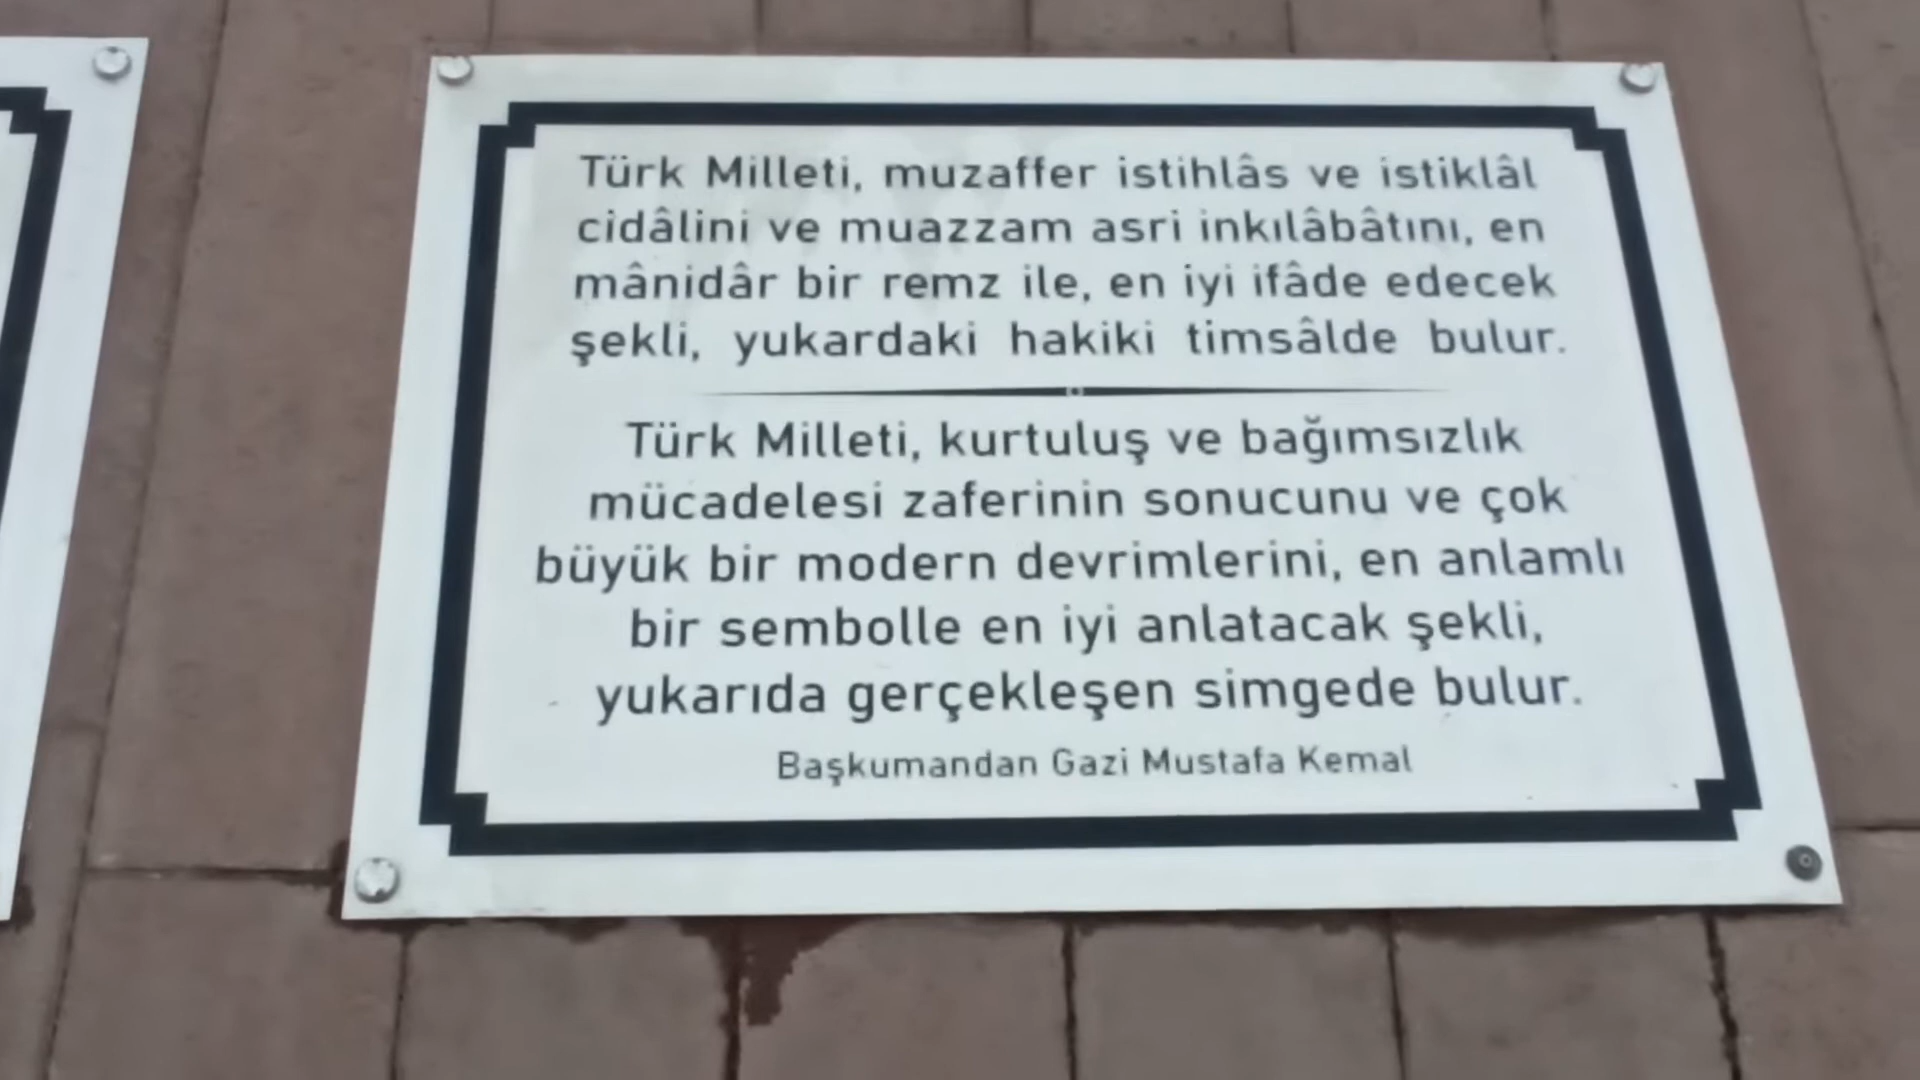 Türk Milleti, muzaffer istihlâs ve istiklâl
cidâlini ve muazzam asri inkılâbâtını, en
mânidâr bir remz ile, en iyi ifâde edecek
şekli, yukardaki hakiki timsâlde bulur.
Türk Milleti, kurtuluş ve bağımsızlık
mücadelesi zaferinin sonucunu ve çok
büyük bir modern devrimlerini, en anlamlı
bir sembolle en iyi anlatacak şekli,
yukarıda gerçekleşen simgede bulur.
Başkumandan Gazi Mustafa Kemal